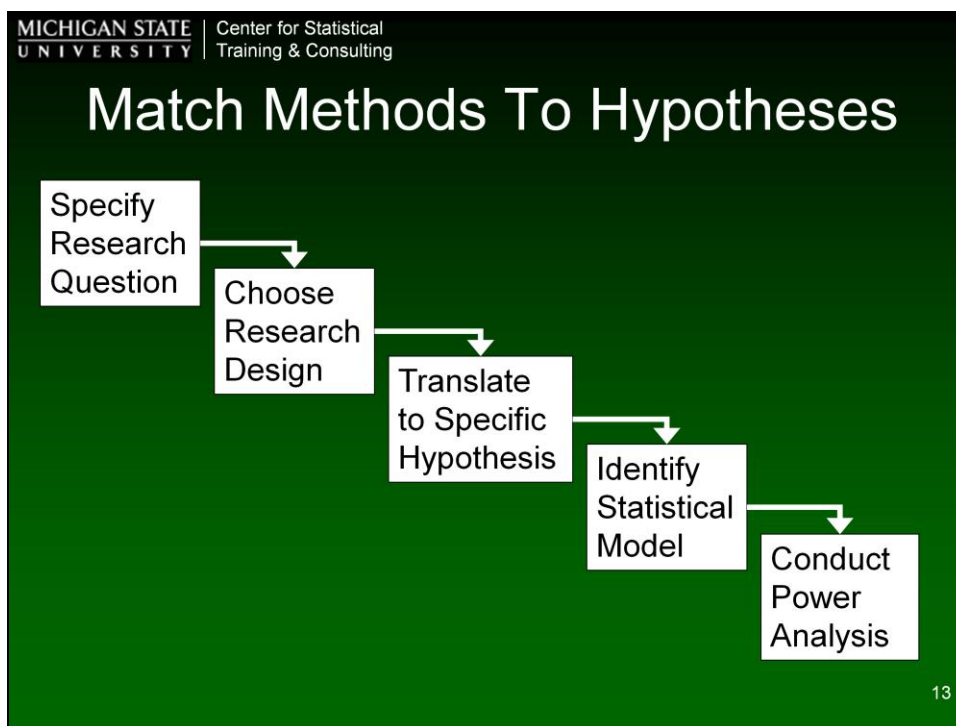 MICHIGAN STATE
UNIVERSITY
Center for Statistical
Training & Consulting
Match Methods To Hypotheses
Specify
Research
Question
Choose
Research
Design
Translate
to Specific
Hypothesis
Identify
Statistical
Model
Conduct
Power
Analysis
13